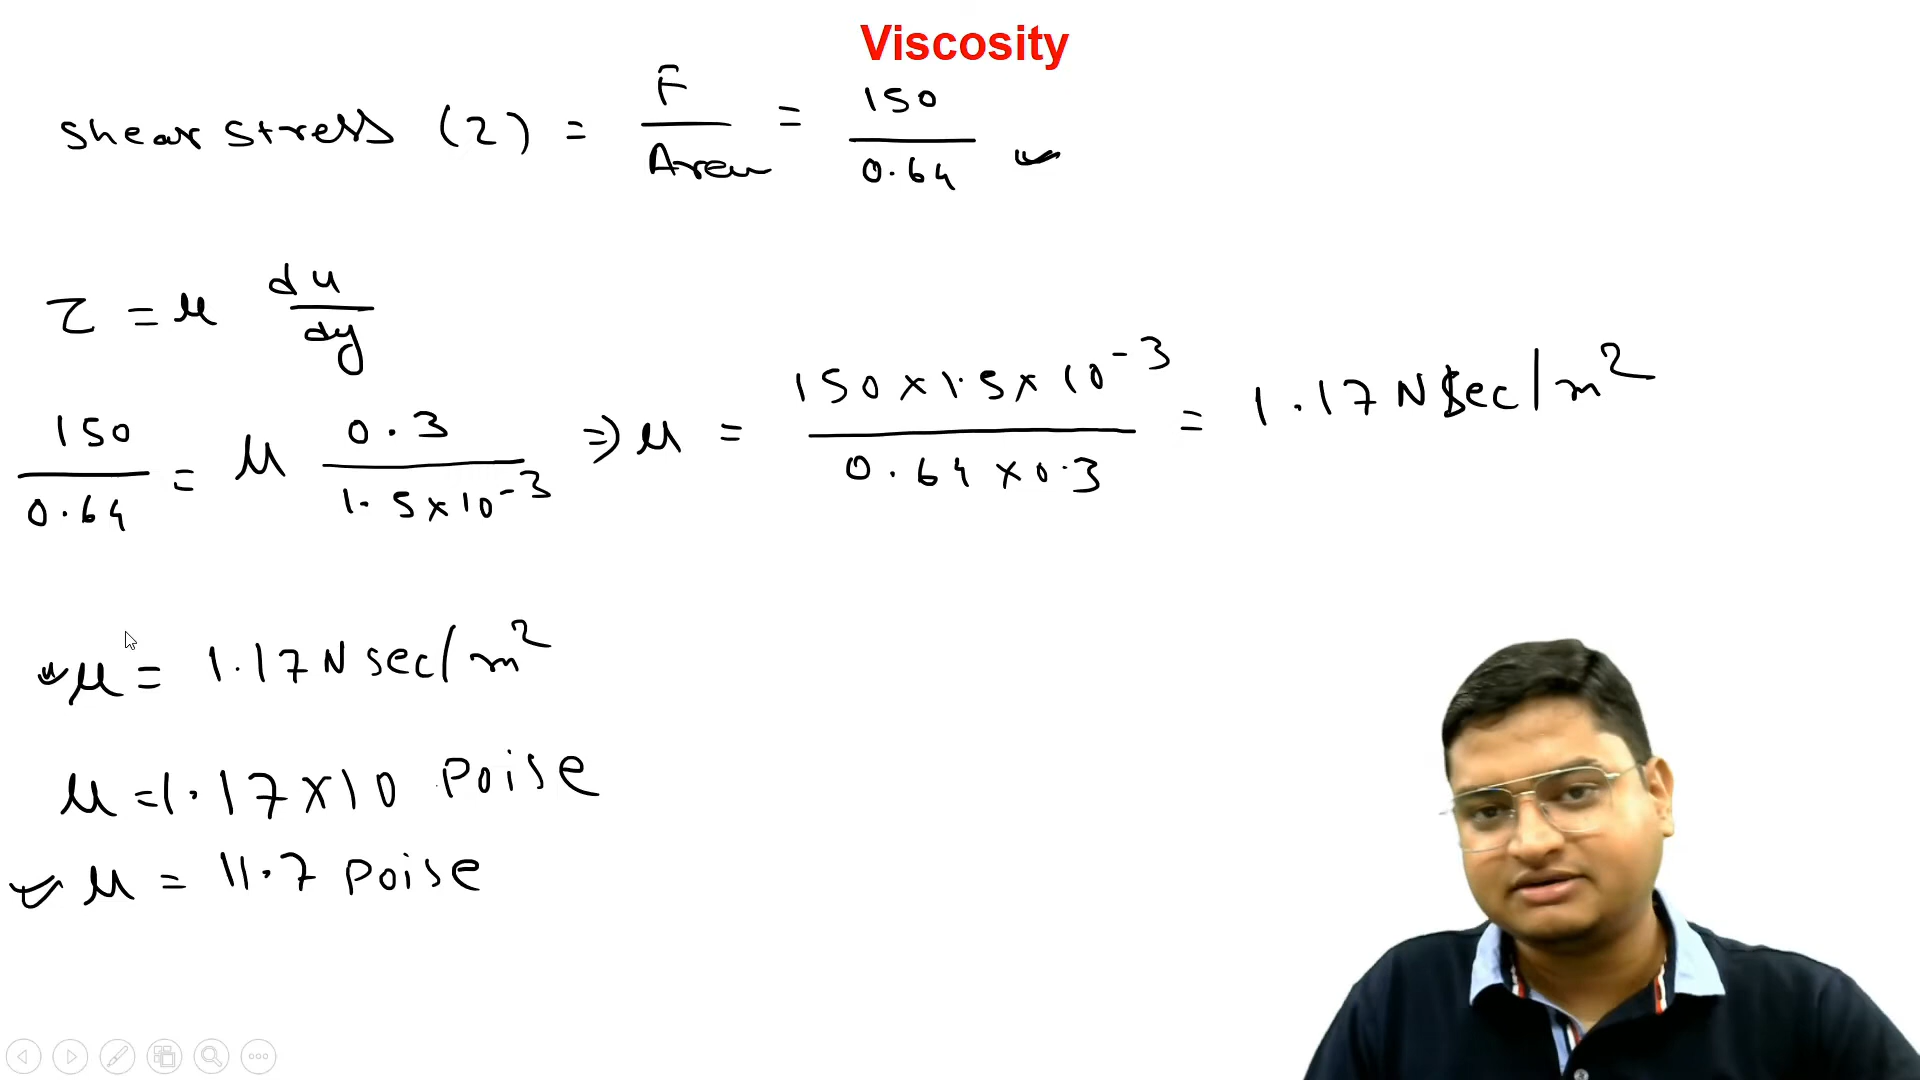 Viscosity
Shear stress (τ) = F / Area = 150 / 0.64
τ = μ du / dy
150 / 0.64 = μ 0.3 / 1.5 × 10⁻³ ⇒ μ = 150 × 1.5 × 10⁻³ / 0.64 × 0.3 = 1.17 N Sec / m²
μ = 1.17 N sec / m²
μ = 1.17 × 10 Poise
μ = 11.7 Poise